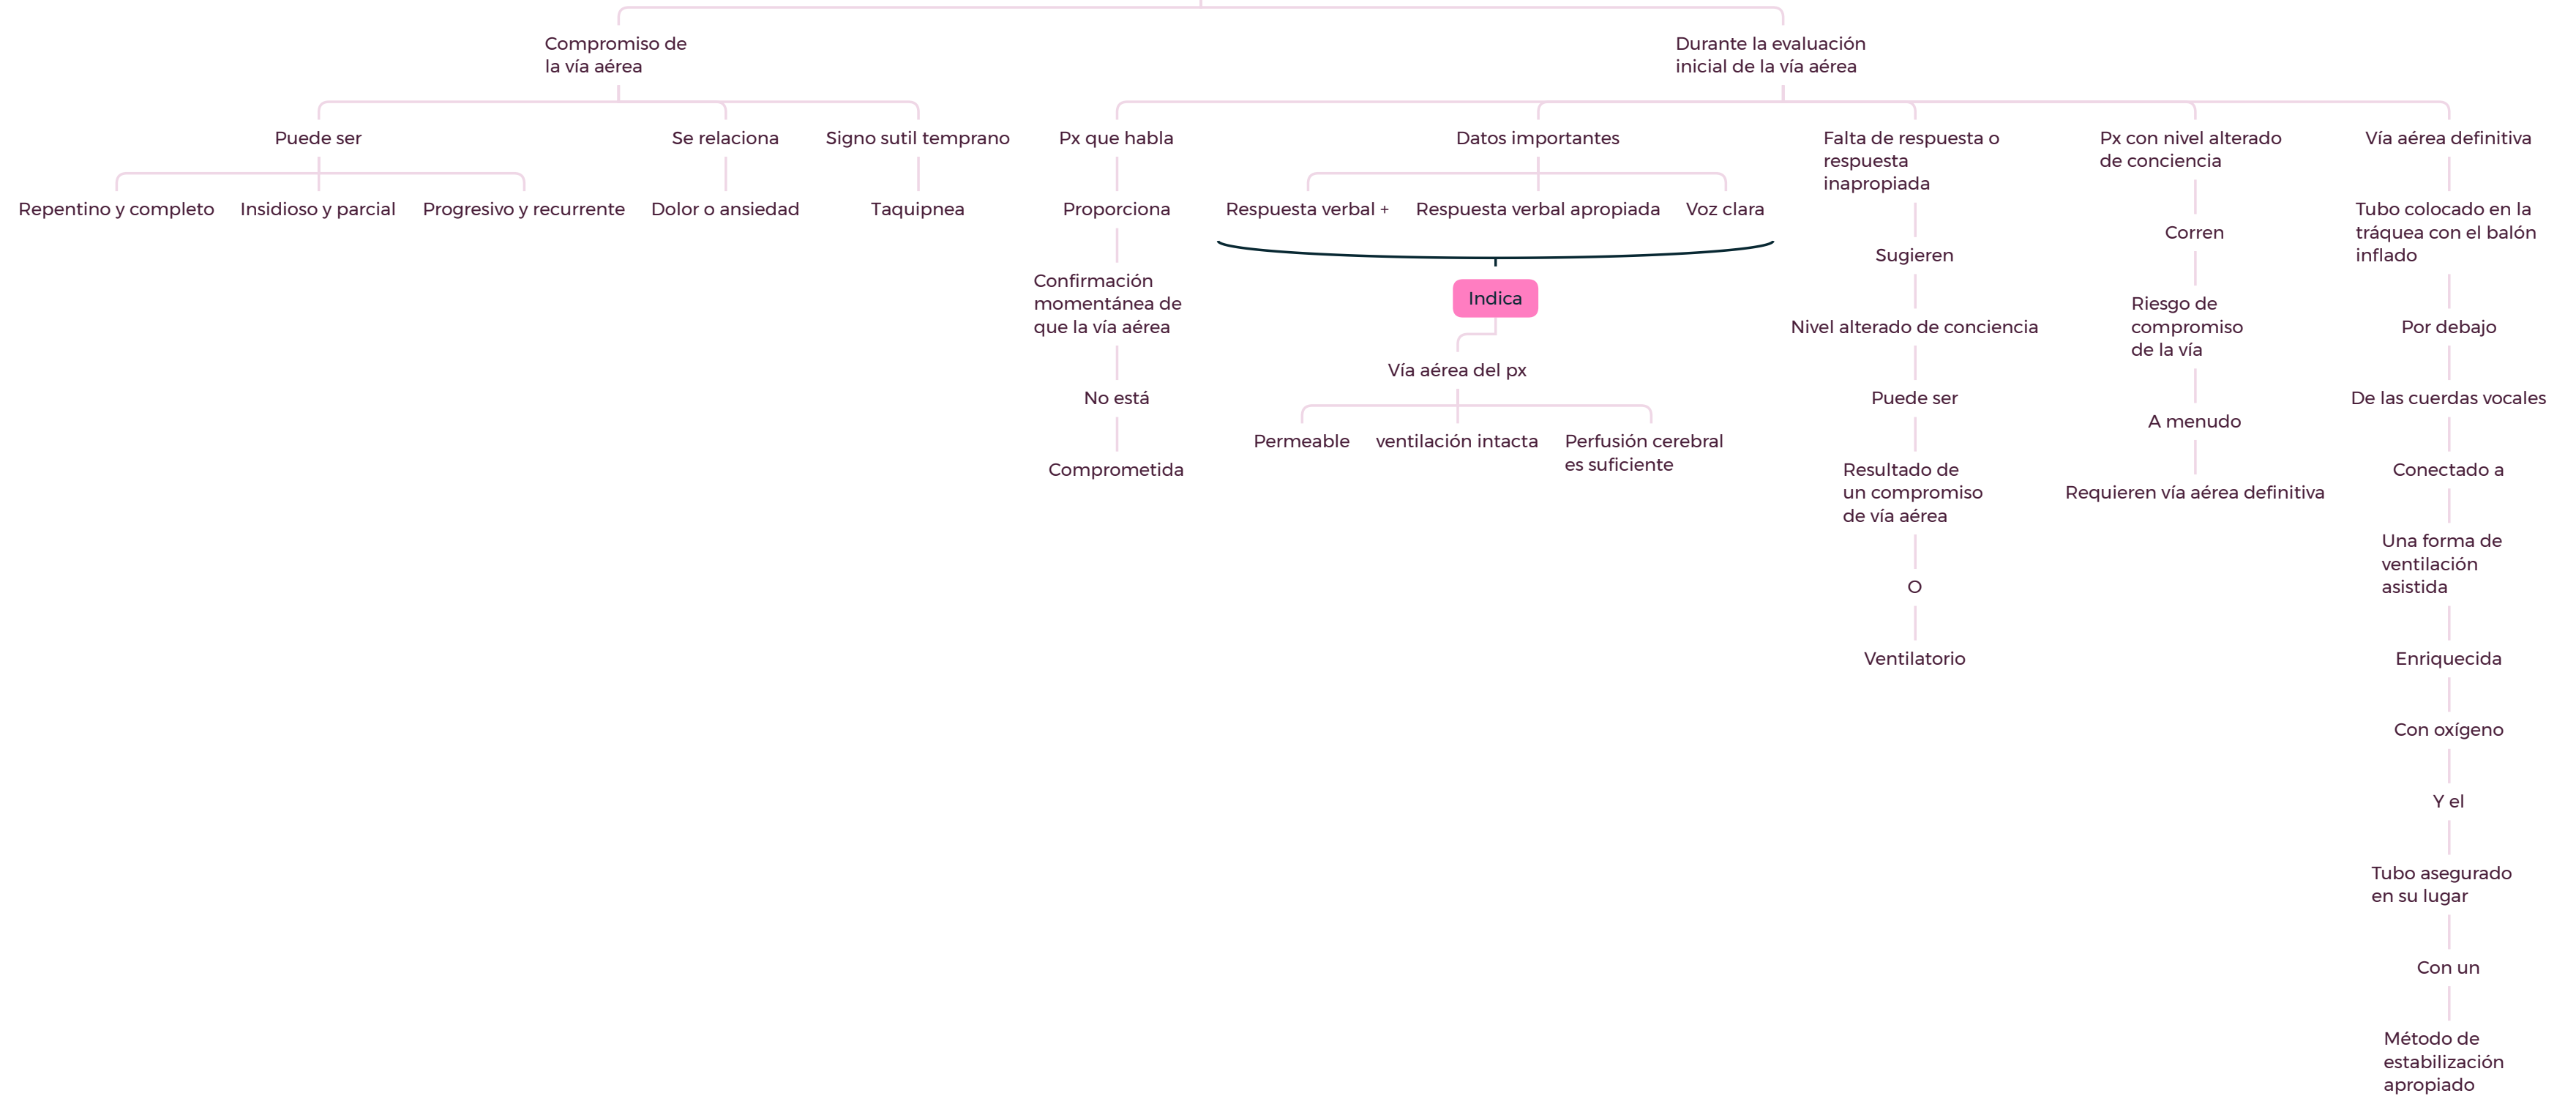 Compromiso de
la vía aérea
Durante la evaluación
inicial de la vía aérea
Puede ser
Se relaciona
Signo sutil temprano
Repentino y completo
Insidioso y parcial
Progresivo y recurrente
Dolor o ansiedad
Taquipnea
Px que habla
Proporciona
Confirmación
momentánea de
que la vía aérea
No está
Comprometida
Datos importantes
Respuesta verbal +
Respuesta verbal apropiada
Voz clara
Indica
Vía aérea del px
Permeable
ventilación intacta
Perfusión cerebral
es suficiente
Falta de respuesta o
respuesta
inapropiada
Sugieren
Nivel alterado de conciencia
Puede ser
Resultado de
un compromiso
de vía aérea
O
Ventilatorio
Px con nivel alterado
de conciencia
Corren
Riesgo de
compromiso
de la vía
A menudo
Requieren vía aérea definitiva
Vía aérea definitiva
Tubo colocado en la
tráquea con el balón
inflado
Por debajo
De las cuerdas vocales
Conectado a
Una forma de
ventilación
asistida
Enriquecida
Con oxígeno
Y el
Tubo asegurado
en su lugar
Con un
Método de
estabilización
apropiado